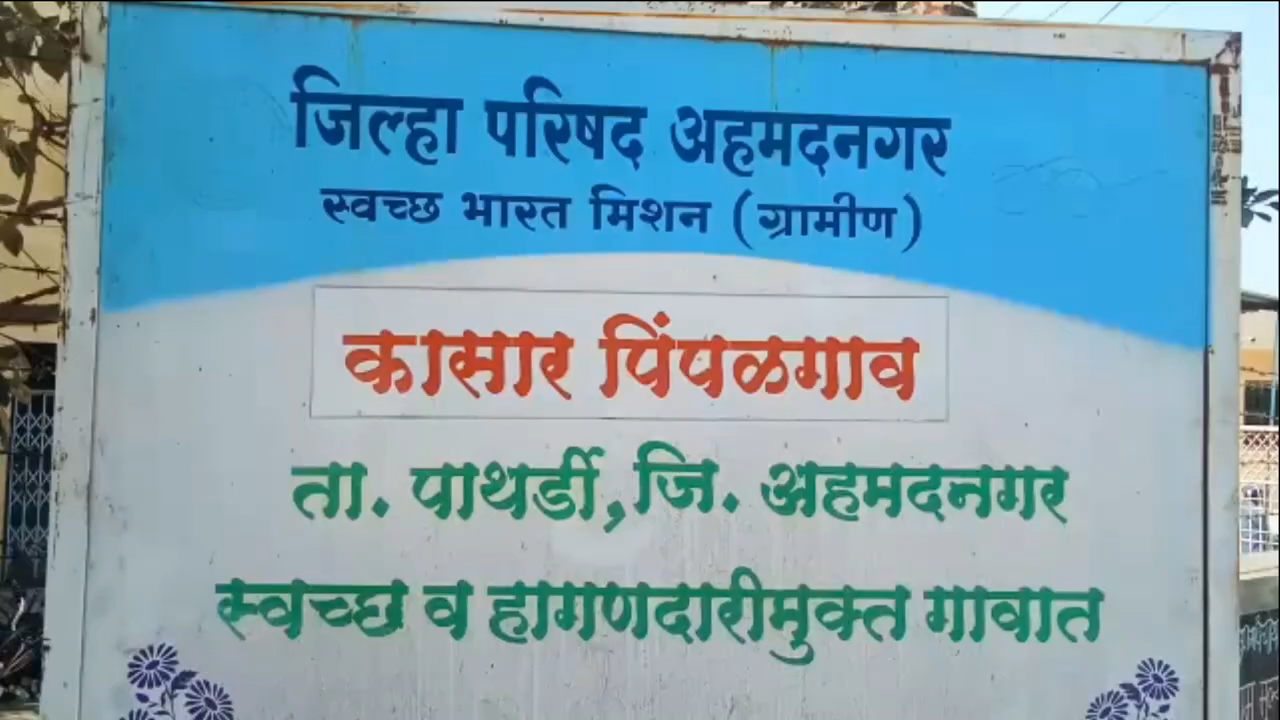 जिल्हा परिषद अहमदनगर
स्वच्छ भारत मिशन (ग्रामीण)
कासार पिंपळगाव
ता. पाथर्डी, जि. अहमदनगर
स्वच्छ व हागणदारीमुक्त गावात